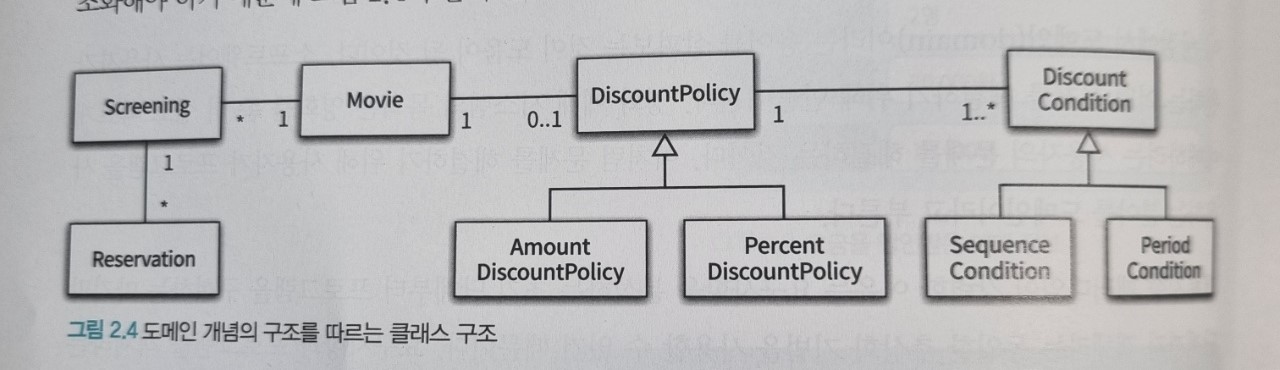 Screening
*
1
Movie
1
0..1
DiscountPolicy
1
1..*
Discount
Condition
1
*
Reservation
Amount
DiscountPolicy
Percent
DiscountPolicy
Sequence
Condition
Period
Condition
그림 2.4 도메인 개념의 구조를 따르는 클래스 구조